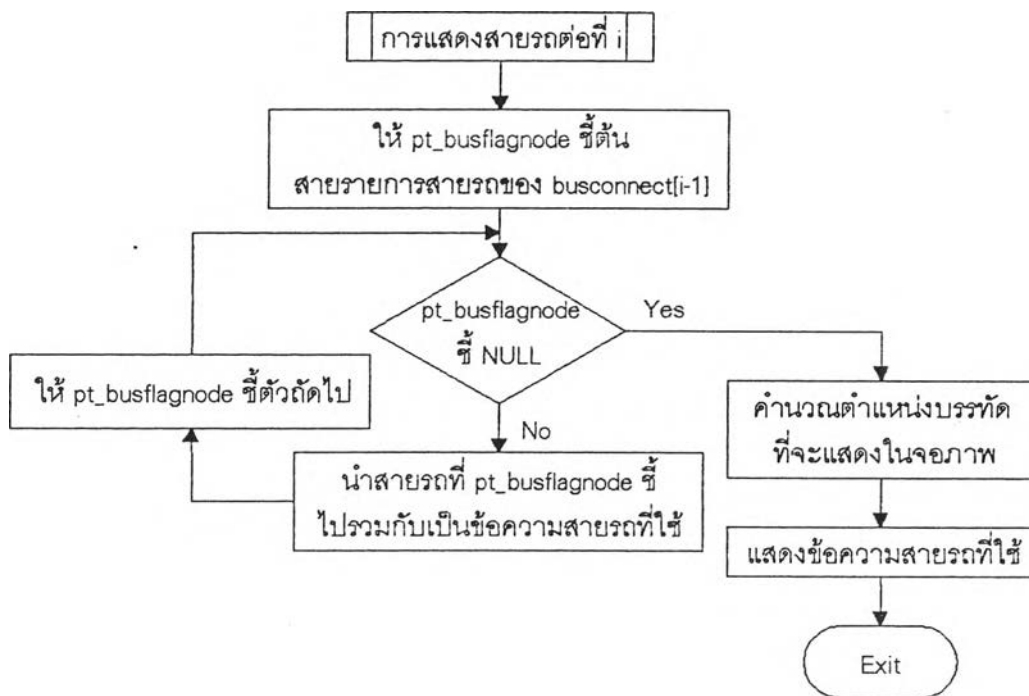 การแสดงสายรถต่อที่ i
ให้ pt_busflagnode ชี้ต้น
สายรายการสายรถของ busconnect[i-1]
pt_busflagnode
ชี้ NULL
Yes
No
ให้ pt_busflagnode ชี้ตัวถัดไป
นำสายรถที่ pt_busflagnode ชี้
ไปรวมกับเป็นข้อความสายรถที่ใช้
คำนวณตำแหน่งบรรทัด
ที่จะแสดงในจอภาพ
แสดงข้อความสายรถที่ใช้
Exit